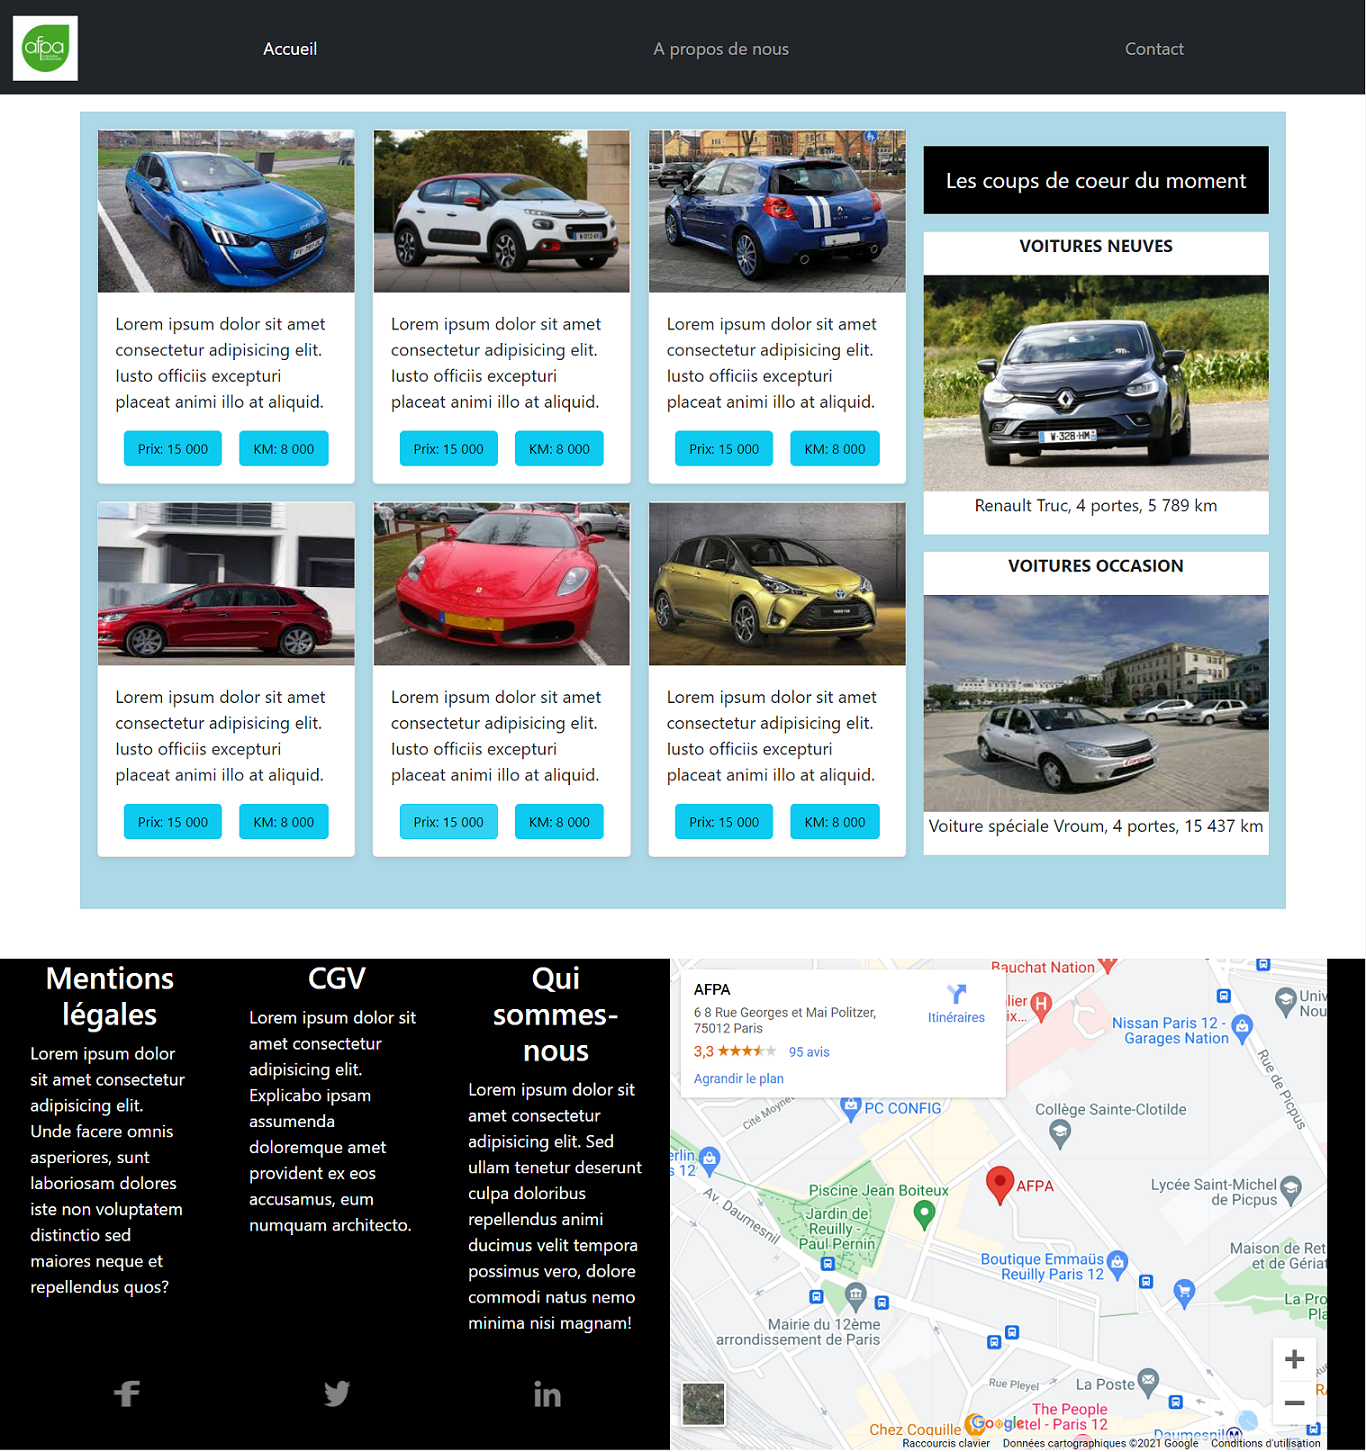 afpa
Accueil
A propos de nous
Contact
Lorem ipsum dolor sit amet
consectetur adipisicing elit.
Iusto officiis excepturi
placeat animi illo at aliquid.
Prix: 15 000
KM: 8 000
Lorem ipsum dolor sit amet
consectetur adipisicing elit.
Iusto officiis excepturi
placeat animi illo at aliquid.
Prix: 15 000
KM: 8 000
Lorem ipsum dolor sit amet
consectetur adipisicing elit.
Iusto officiis excepturi
placeat animi illo at aliquid.
Prix: 15 000
KM: 8 000
Lorem ipsum dolor sit amet
consectetur adipisicing elit.
Iusto officiis excepturi
placeat animi illo at aliquid.
Prix: 15 000
KM: 8 000
Lorem ipsum dolor sit amet
consectetur adipisicing elit.
Iusto officiis excepturi
placeat animi illo at aliquid.
Prix: 15 000
KM: 8 000
Lorem ipsum dolor sit amet
consectetur adipisicing elit.
Iusto officiis excepturi
placeat animi illo at aliquid.
Prix: 15 000
KM: 8 000
Les coups de coeur du moment
VOITURES NEUVES
W-328-HM
Renault Truc, 4 portes, 5 789 km
VOITURES OCCASION
Voiture spéciale Vroum, 4 portes, 15 437 km
Mentions
légales
Lorem ipsum dolor
sit amet consectetur
adipisicing elit.
Unde facere omnis
asperiores, sunt
laboriosam dolores
iste non voluptatem
distinctio sed
maiores neque et
repellendus quos?
CGV
Lorem ipsum dolor sit
amet consectetur
adipisicing elit.
Explicabo ipsam
assumenda
doloremque amet
provident ex eos
accusamus, eum
numquam architecto.
Qui
sommes-
nous
Lorem ipsum dolor sit
amet consectetur
adipisicing elit. Sed
ullam tenetur deserunt
culpa doloribus
repellendus animi
ducimus velit tempora
possimus vero, dolore
commodi natus nemo
minima nisi magnam!
AFPA
6 8 Rue Georges et Mai Politzer,
75012 Paris
3,3
95 avis
Agrandir le plan
Itinéraires
Bauchat Nation
Nissan Paris 12 -
Garages Nation
Rue de Picpus
Cité Moynet
PC CONFIG
Collège Sainte-Clotilde
AFPA
Lycée Saint-Michel
de Picpus
Piscine Jean Boiteux
Jardin de
Reuilly -
Paul Pernin
Av. Daumesnil
Boutique Emmaüs
Reuilly Paris 12
Maison de Ret
et de Gériat
La Pro
Pla
Mairie du 12ème
arrondissement de Paris
Rue Pleyel
La Poste
The People
tel - Paris 12
Chez Coquille
Google
Daumesnil
Raccourcis clavier
Données cartographiques ©2021 Google
Conditions d'utilisation